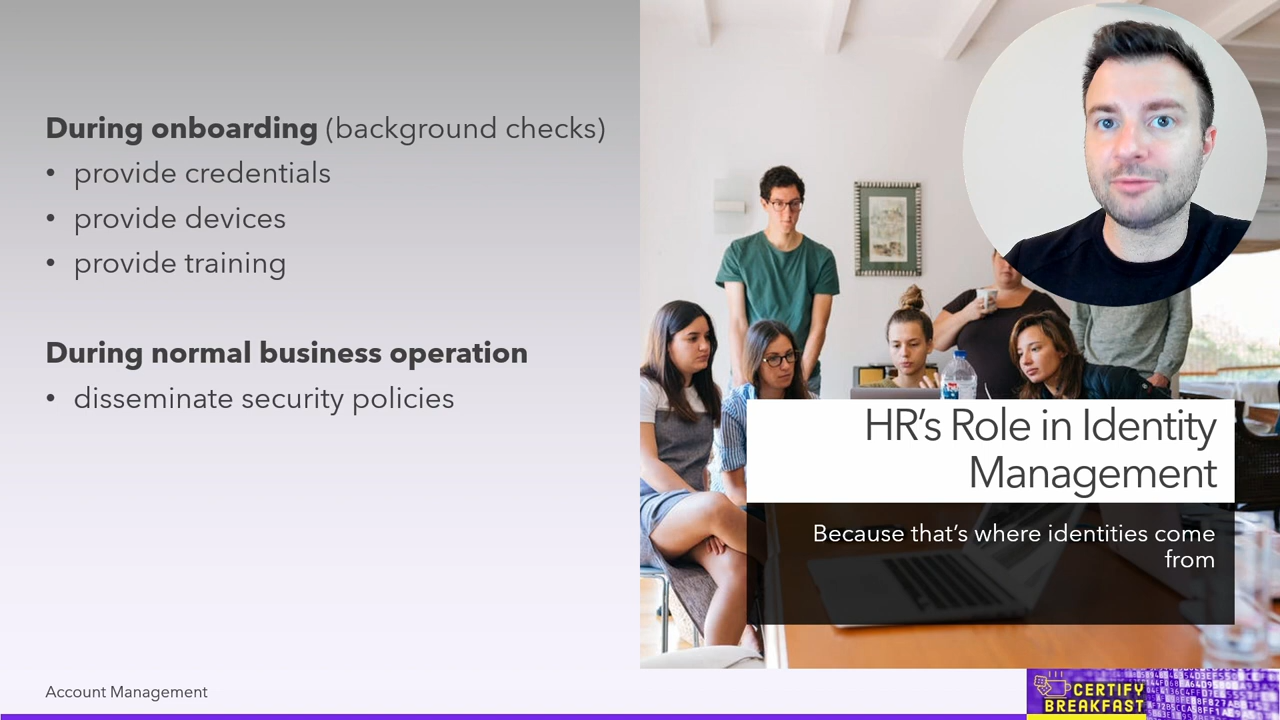 During onboarding (background checks)
• provide credentials
• provide devices
• provide training
During normal business operation
• disseminate security policies
HR's Role in Identity
Management
Because that's where identities come
from
Account Management
CERTIFY
BREAKFAST